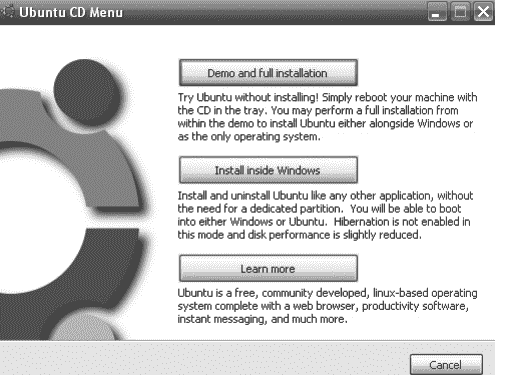 Ubuntu CD Menu
Demo and full installation
Try Ubuntu without installing! Simply reboot your machine with
the CD in the tray. You may perform a full installation from
within the demo to install Ubuntu either alongside Windows or
as the only operating system.
Install inside Windows
Install and uninstall Ubuntu like any other application, without
the need for a dedicated partition. You will be able to boot
into either Windows or Ubuntu. Hibernation is not enabled in
this mode and disk performance is slightly reduced.
Learn more
Ubuntu is a free, community developed, linux-based operating
system complete with a web browser, productivity software,
instant messaging, and much more.
Cancel